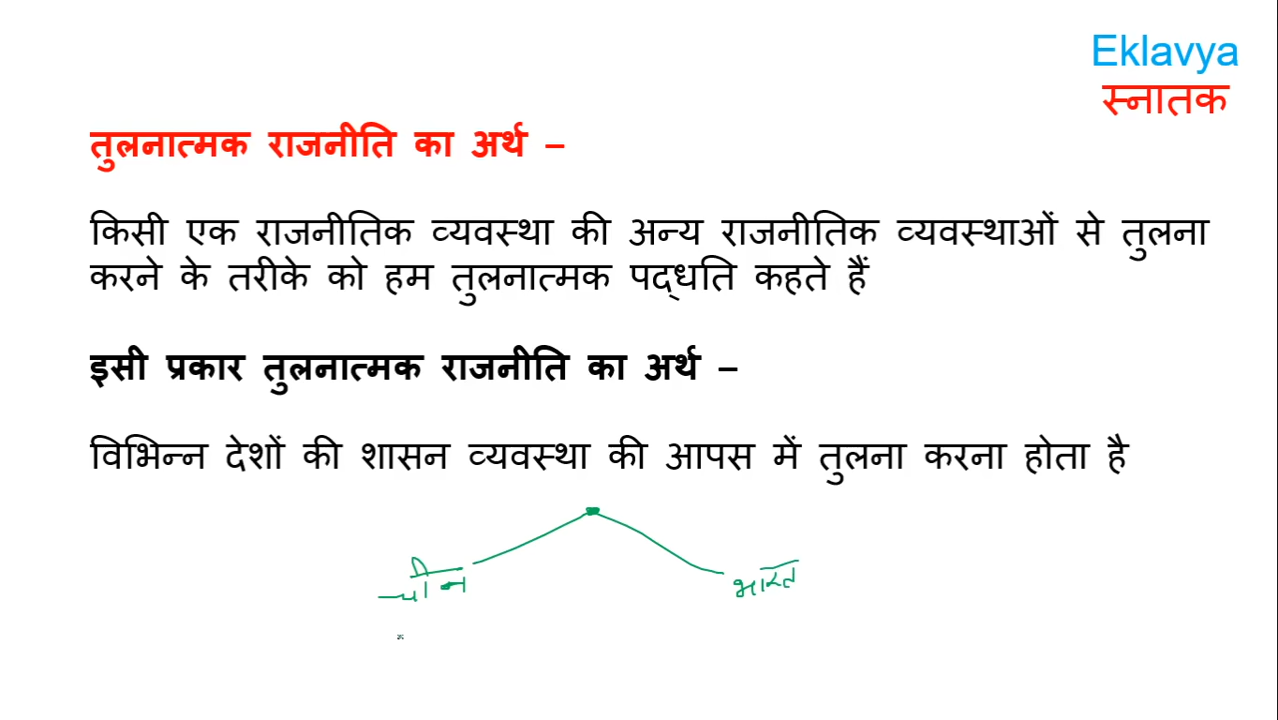 Eklavya
स्नातक
तुलनात्मक राजनीति का अर्थ –
किसी एक राजनीतिक व्यवस्था की अन्य राजनीतिक व्यवस्थाओं से तुलना
करने के तरीके को हम तुलनात्मक पद्धति कहते हैं
इसी प्रकार तुलनात्मक राजनीति का अर्थ –
विभिन्न देशों की शासन व्यवस्था की आपस में तुलना करना होता है
चीन भारत